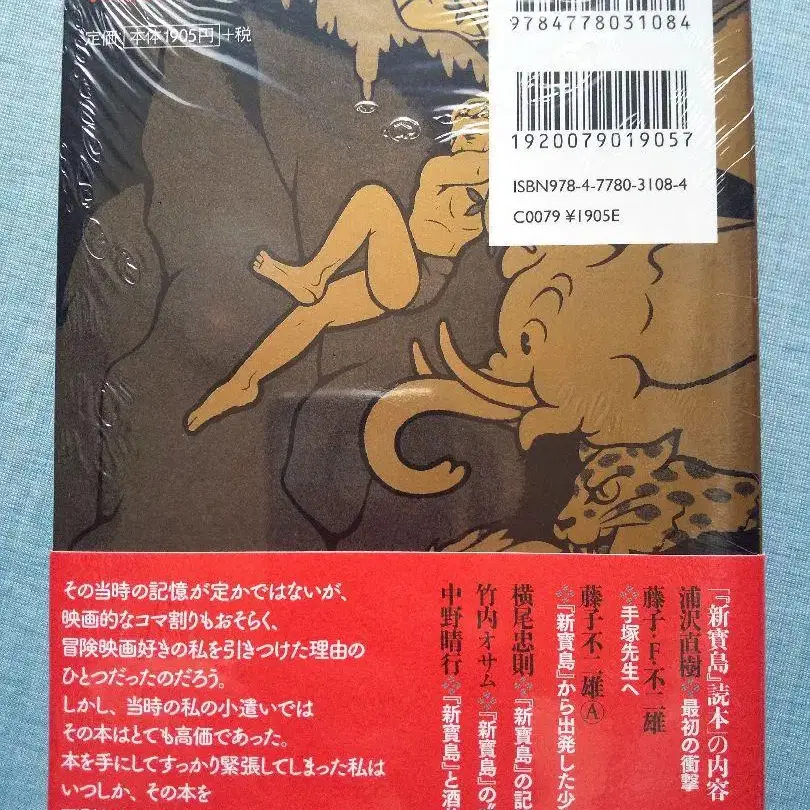 9784778031084
定価:本体1905円+税
1920079019057
ISBN978-4-7780-3108-4
C0079 ¥1905E
『新寶島』読本」の内容
浦沢直樹❖最初の衝撃
藤子・F・不二雄
❖手塚先生へ
藤子不二雄Ⓐ
❖『新寶島』から出発した少
横尾忠則❖『新寶島』の記
竹内オサム❖『新寶島』の“
中野晴行❖『新寶島』と酒
その当時の記憶が定かではないが、
映画的なコマ割りもおそらく、
冒険映画好きの私を引きつけた理由の
ひとつだったのだろう。
しかし、当時の私の小遣いでは
その本はとても高価であった。
本を手にしてすっかり緊張してしまった私は
いつしか、その本を